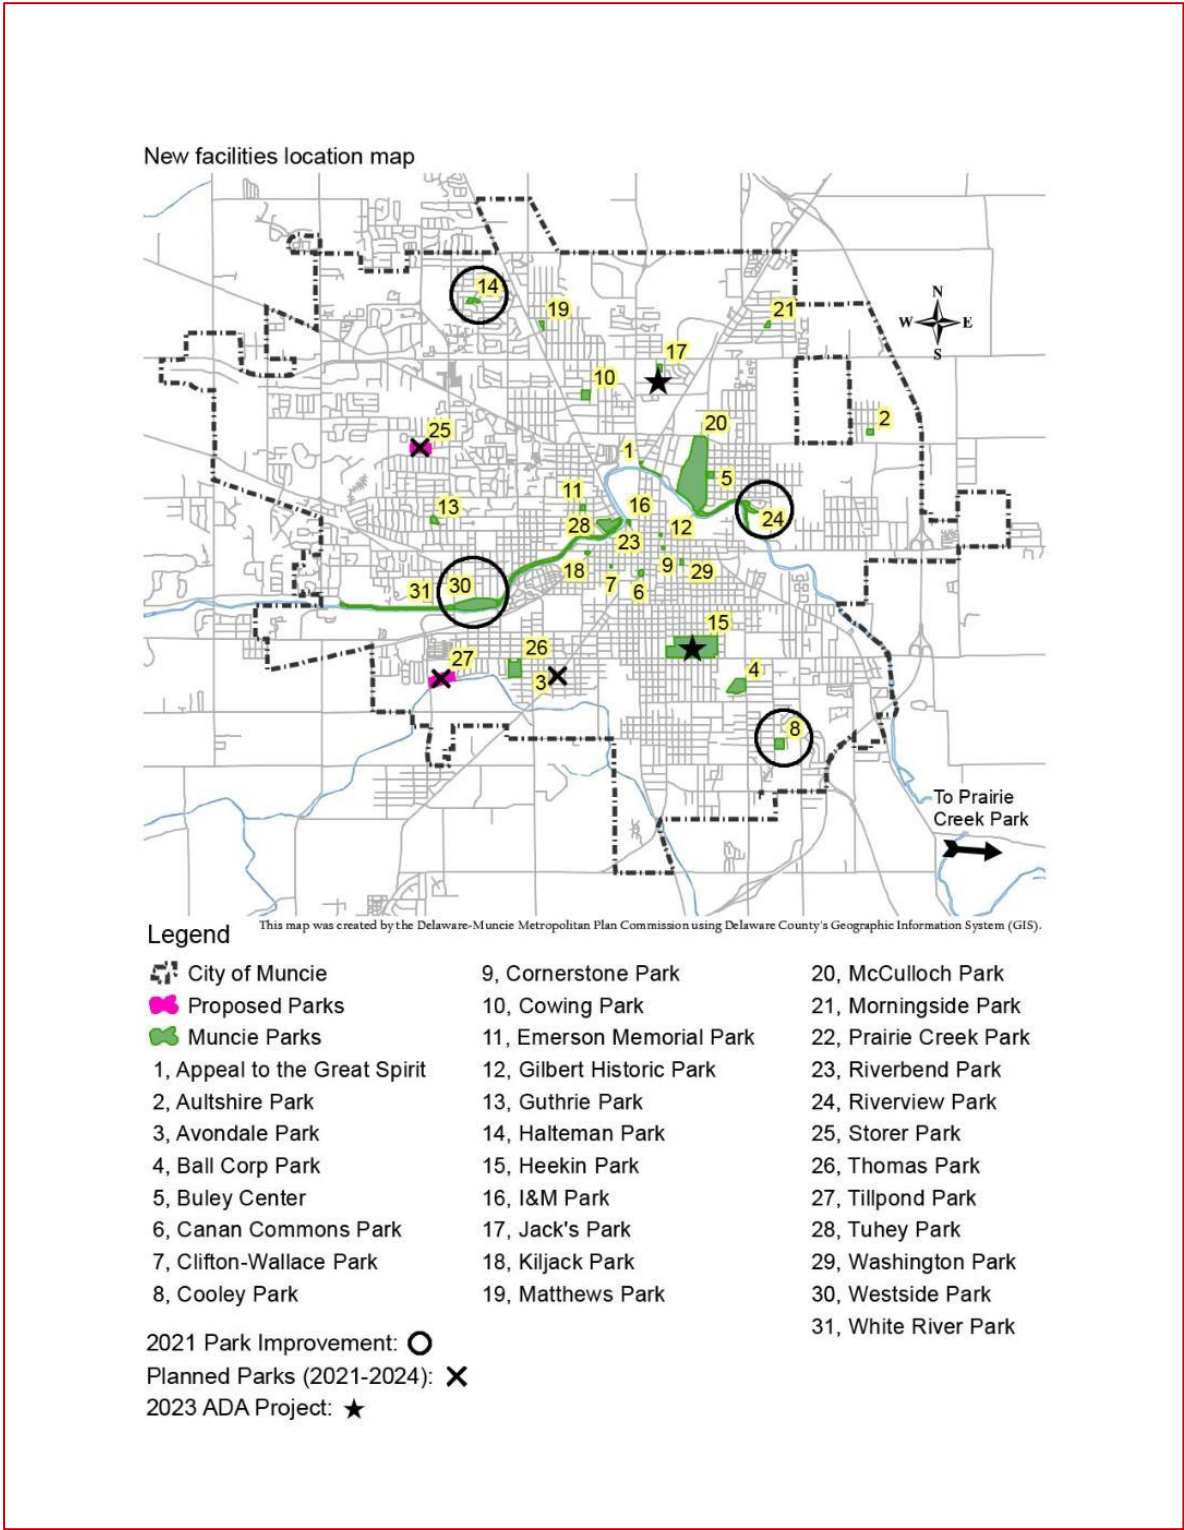 New facilities location map
14
19
21
N
W E
S
17
10
2
25
20
1
5
11
16
13
28
12
24
23
18
9
29
7
6
31
30
15
26
27
3
4
8
To Prairie
Creek Park
This map was created by the Delaware-Muncie Metropolitan Plan Commission using Delaware County's Geographic Information System (GIS).
Legend
City of Muncie
Proposed Parks
Muncie Parks
1, Appeal to the Great Spirit
2, Aultshire Park
3, Avondale Park
4, Ball Corp Park
5, Buley Center
6, Canan Commons Park
7, Clifton-Wallace Park
8, Cooley Park
9, Cornerstone Park
10, Cowing Park
11, Emerson Memorial Park
12, Gilbert Historic Park
13, Guthrie Park
14, Halteman Park
15, Heekin Park
16, I&M Park
17, Jack's Park
18, Kiljack Park
19, Matthews Park
20, McCulloch Park
21, Morningside Park
22, Prairie Creek Park
23, Riverbend Park
24, Riverview Park
25, Storer Park
26, Thomas Park
27, Tillpond Park
28, Tuhey Park
29, Washington Park
30, Westside Park
31, White River Park
2021 Park Improvement:
Planned Parks (2021-2024):
2023 ADA Project: